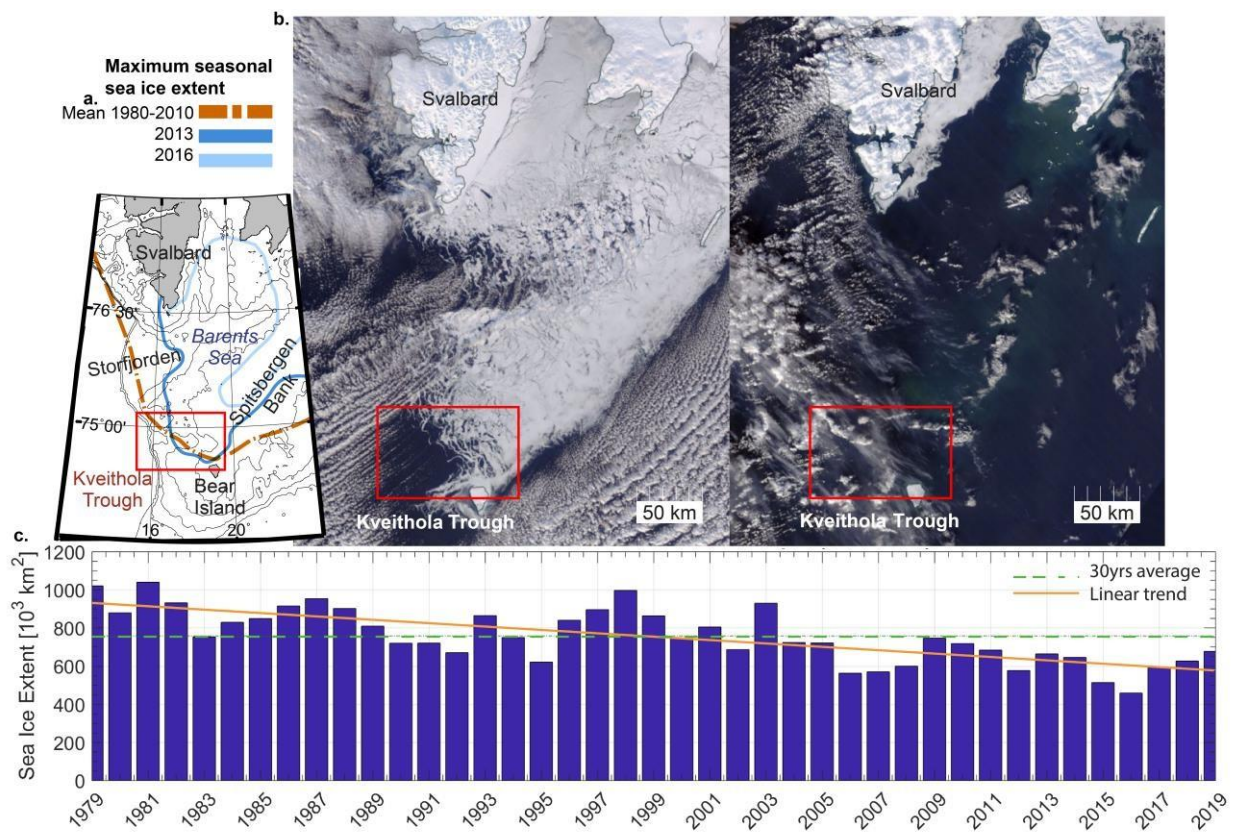 b.
Maximum seasonal
sea ice extent
a.
Mean 1980-2010
2013
2016
Svalbard
76°30'
Barents
Sea
Storfjorden
Spitsbergen
Bank
75°00'
Kveithola
Trough
Bear
Island
16°
20°
Svalbard
50 km
Kveithola Trough
Svalbard
50 km
Kveithola Trough
c.
Sea Ice Extent [10³ km²]
1200
1000
800
600
400
200
0
30yrs average
Linear trend
1979
1981
1983
1985
1987
1989
1991
1993
1995
1997
1999
2001
2003
2005
2007
2009
2011
2013
2015
2017
2019